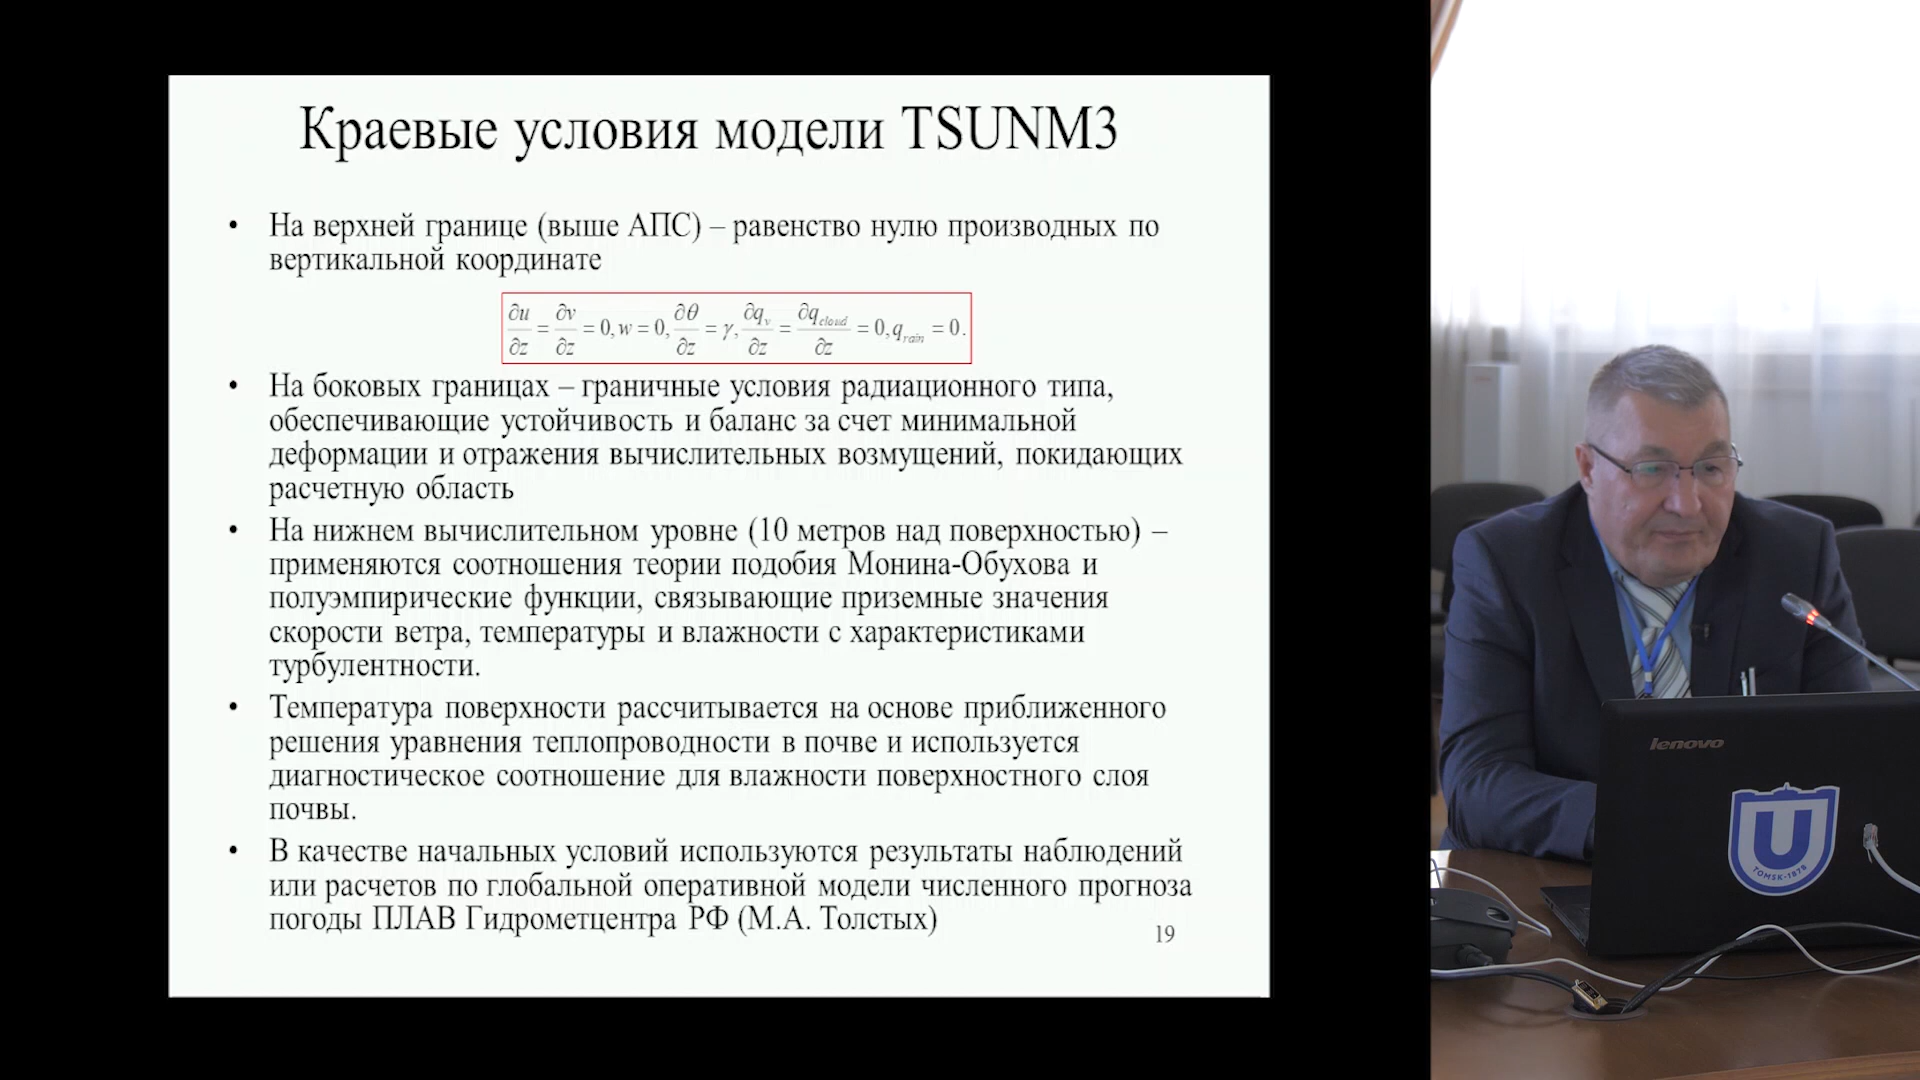 Краевые условия модели TSUNM3
• На верхней границе (выше АПС) – равенство нулю производных по
вертикальной координате
∂u/∂z = ∂v/∂z = 0, w = 0, ∂θ/∂z = γ, ∂q_v/∂z = ∂q_cloud/∂z = 0, q_rain = 0.
• На боковых границах – граничные условия радиационного типа,
обеспечивающие устойчивость и баланс за счет минимальной
деформации и отражения вычислительных возмущений, покидающих
расчетную область
• На нижнем вычислительном уровне (10 метров над поверхностью) –
применяются соотношения теории подобия Монина-Обухова и
полуэмпирические функции, связывающие приземные значения
скорости ветра, температуры и влажности с характеристиками
турбулентности.
• Температура поверхности рассчитывается на основе приближенного
решения уравнения теплопроводности в почве и используется
диагностическое соотношение для влажности поверхностного слоя
почвы.
• В качестве начальных условий используются результаты наблюдений
или расчетов по глобальной оперативной модели численного прогноза
погоды ПЛАВ Гидрометцентра РФ (М.А. Толстых)
19
lenovo
U
TOMSK-1878